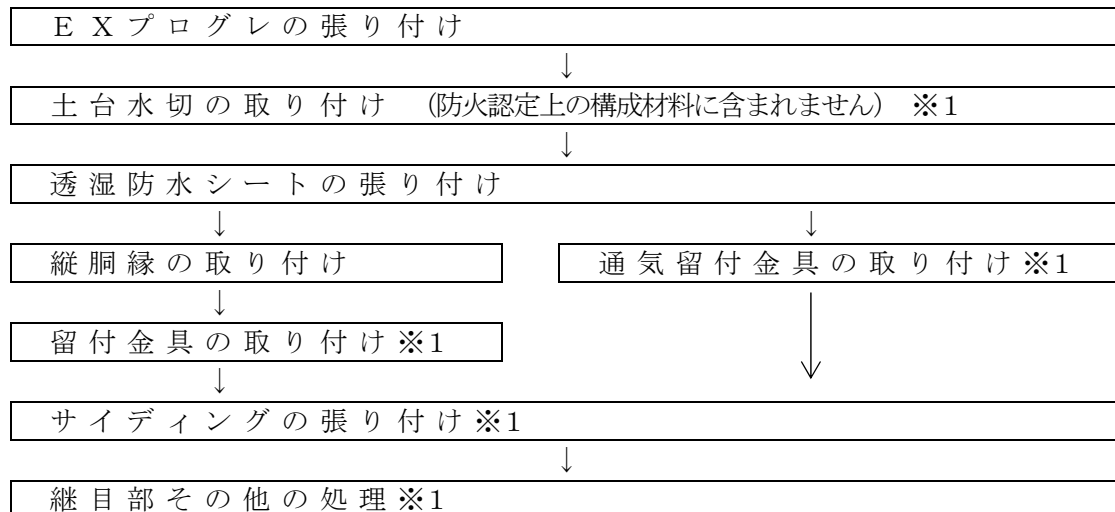 ＥＸプログレの張り付け
↓
土台水切の取り付け （防火認定上の構成材料に含まれません） ※1
↓
透湿防水シートの張り付け
↓ ↓
縦胴縁の取り付け 通気留付金具の取り付け※1
↓
留付金具の取り付け※1
↓
サイディングの張り付け※1
↓
継目部その他の処理※1